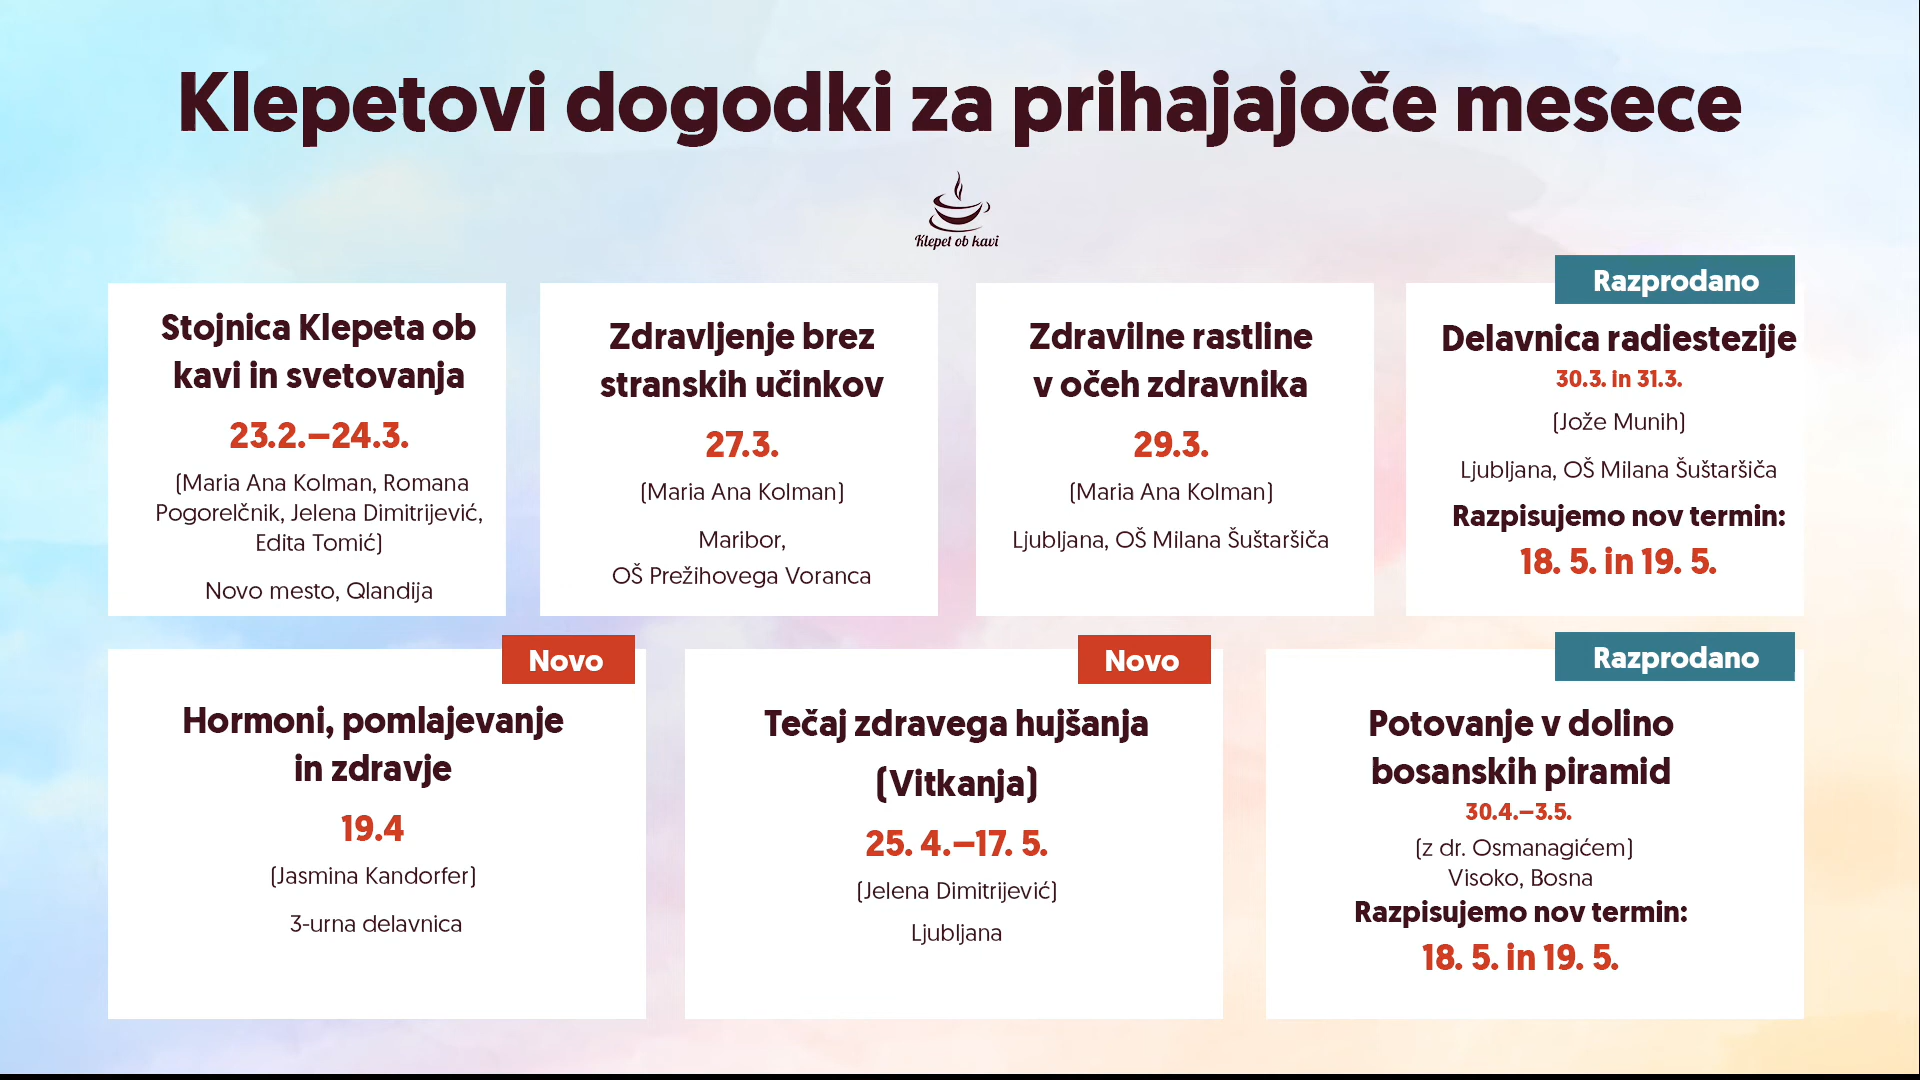 Klepetovi dogodki za prihajajoče mesece
Klepet ob kavi
Stojnica Klepeta ob
kavi in svetovanja
23.2.–24.3.
(Maria Ana Kolman, Romana
Pogorelčnik, Jelena Dimitrijević,
Edita Tomić)
Novo mesto, Qlandija
Zdravljenje brez
stranskih učinkov
27.3.
(Maria Ana Kolman)
Maribor,
OŠ Prežihovega Voranca
Zdravilne rastline
v očeh zdravnika
29.3.
(Maria Ana Kolman)
Ljubljana, OŠ Milana Šuštaršiča
Razprodano
Delavnica radiestezije
30.3. in 31.3.
(Jože Munih)
Ljubljana, OŠ Milana Šuštaršiča
Razpisujemo nov termin:
18. 5. in 19. 5.
Novo
Hormoni, pomlajevanje
in zdravje
19.4
(Jasmina Kandorfer)
3-urna delavnica
Novo
Tečaj zdravega hujšanja
(Vitkanja)
25. 4.–17. 5.
(Jelena Dimitrijević)
Ljubljana
Razprodano
Potovanje v dolino
bosanskih piramid
30.4.–3.5.
(z dr. Osmanagićem)
Visoko, Bosna
Razpisujemo nov termin:
18. 5. in 19. 5.